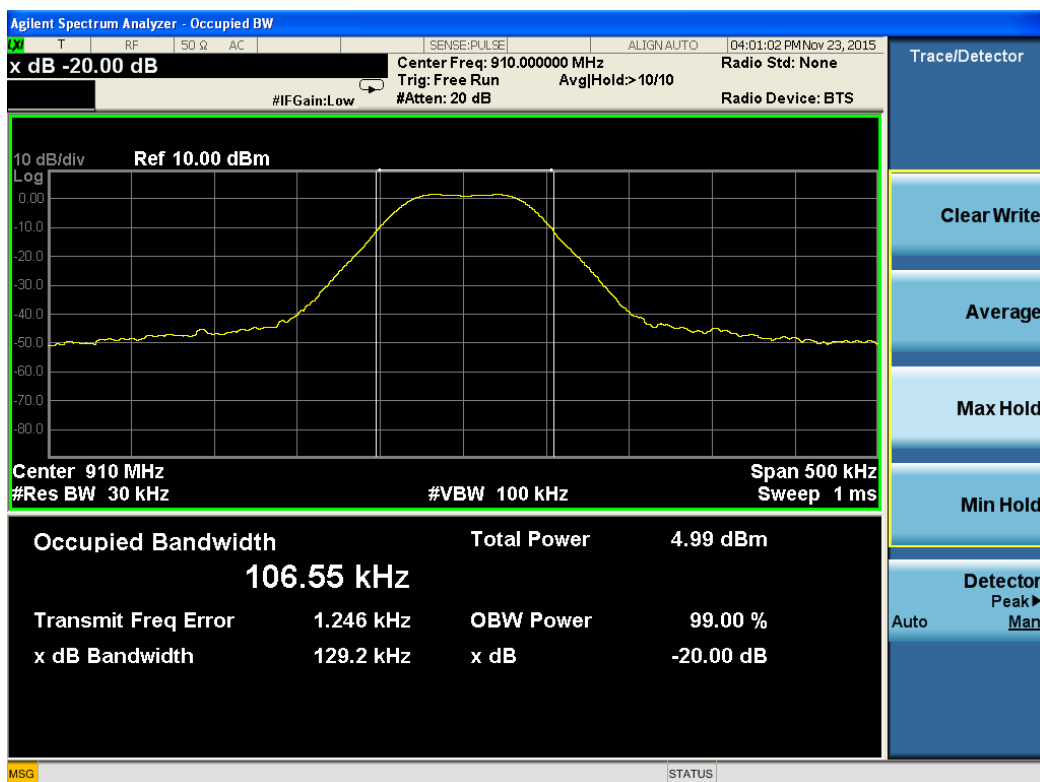 Agilent Spectrum Analyzer - Occupied BW
LXI T RF 50 Ω AC SENSE:PULSE ALIGN AUTO 04:01:02 PM Nov 23, 2015
x dB -20.00 dB
Center Freq: 910.000000 MHz
Radio Std: None
Trig: Free Run Avg|Hold:> 10/10
#IFGain:Low
#Atten: 20 dB
Radio Device: BTS
Trace/Detector
10 dB/div Ref 10.00 dBm
Log
0.00
-10.0
-20.0
-30.0
-40.0
-50.0
-60.0
-70.0
-80.0
Center 910 MHz
Span 500 kHz
#Res BW 30 kHz
#VBW 100 kHz
Sweep 1 ms
Clear Write
Average
Max Hold
Min Hold
Detector
Peak▶
Auto Man
Occupied Bandwidth
106.55 kHz
Total Power 4.99 dBm
Transmit Freq Error 1.246 kHz
OBW Power 99.00 %
x dB Bandwidth 129.2 kHz
x dB -20.00 dB
MSG
STATUS